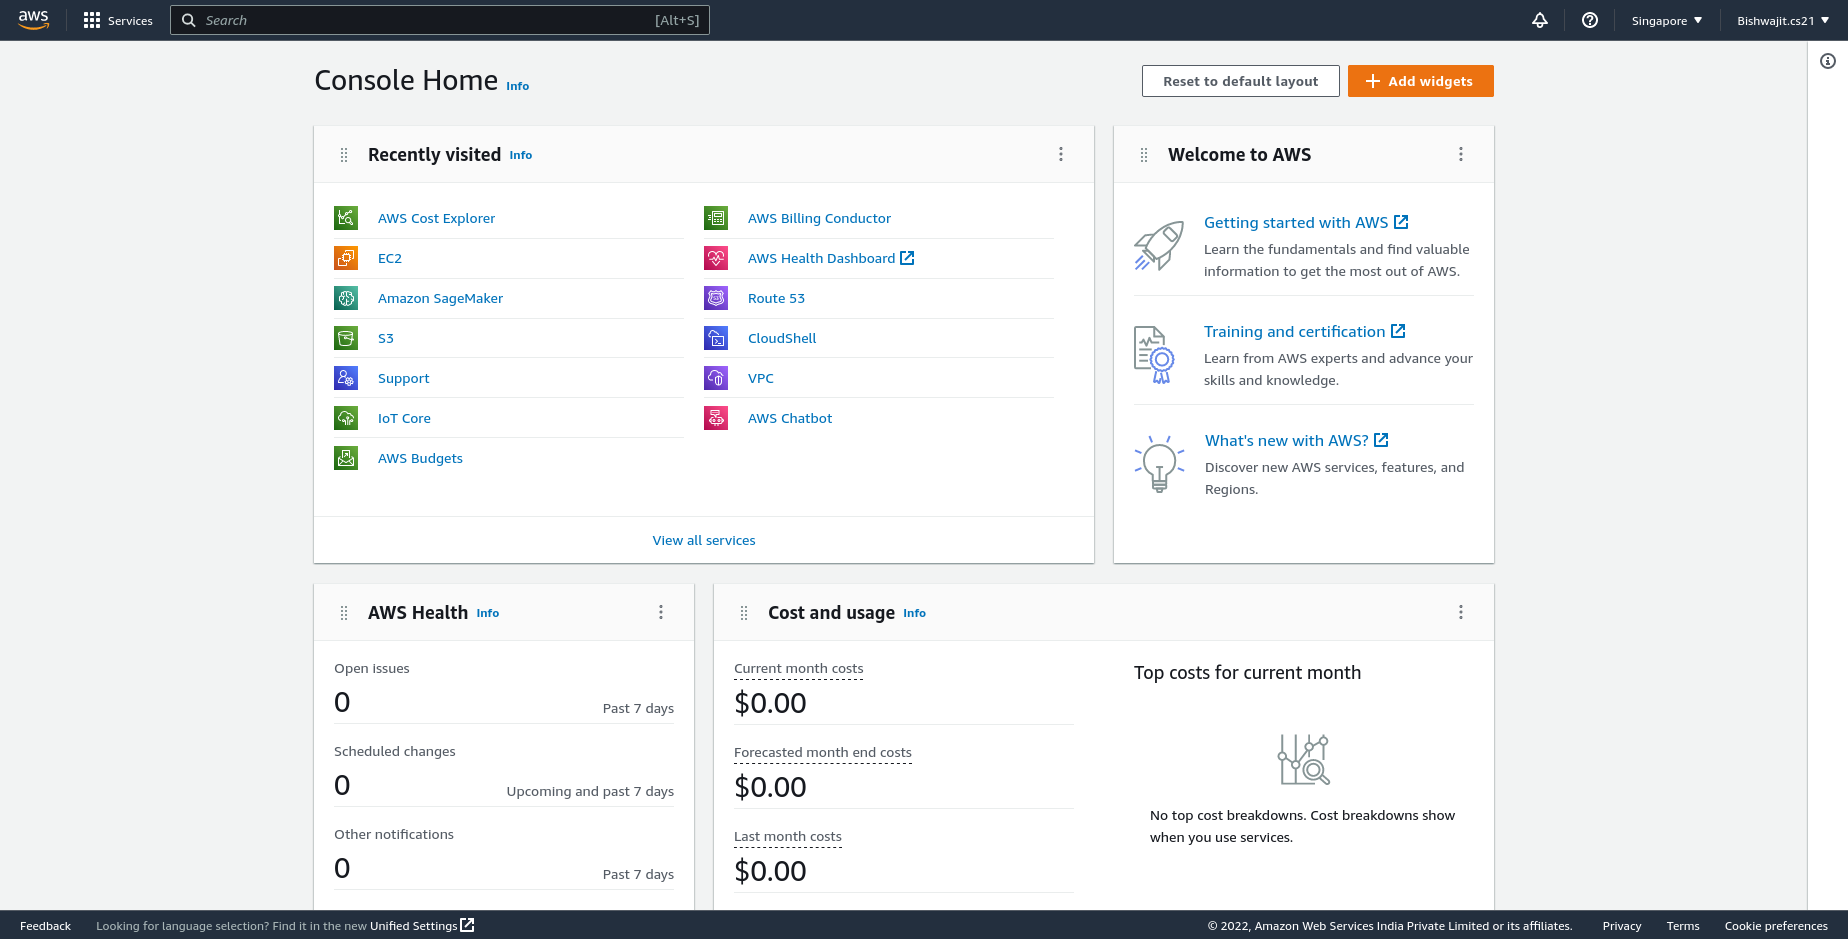 aws
Services
Search
[Alt+S]
Singapore
Bishwajit.cs21
Console Home Info
Reset to default layout
Add widgets
Recently visited Info
AWS Cost Explorer
EC2
Amazon SageMaker
S3
Support
IoT Core
AWS Budgets
AWS Billing Conductor
AWS Health Dashboard
Route 53
CloudShell
VPC
AWS Chatbot
View all services
Welcome to AWS
Getting started with AWS
Learn the fundamentals and find valuable
information to get the most out of AWS.
Training and certification
Learn from AWS experts and advance your
skills and knowledge.
What's new with AWS?
Discover new AWS services, features, and
Regions.
AWS Health Info
Open issues
0
Past 7 days
Scheduled changes
0
Upcoming and past 7 days
Other notifications
0
Past 7 days
Cost and usage Info
Current month costs
$0.00
Forecasted month end costs
$0.00
Last month costs
$0.00
Top costs for current month
No top cost breakdowns. Cost breakdowns show
when you use services.
Feedback
Looking for language selection? Find it in the new Unified Settings
© 2022, Amazon Web Services India Private Limited or its affiliates.
Privacy
Terms
Cookie preferences